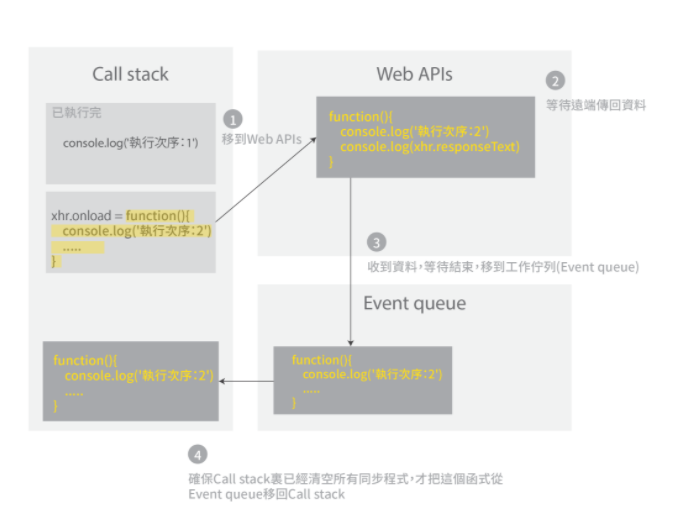 Call stack
已執行完
console.log('執行次序:1')
xhr.onload = function(){
console.log('執行次序:2')
.....
}
1
移到Web APIs
Web APIs
function(){
console.log('執行次序:2')
console.log(xhr.responseText)
}
2
等待遠端傳回資料
3
收到資料,等待結束,移到工作佇列(Event queue)
Event queue
function(){
console.log('執行次序:2')
.....
}
function(){
console.log('執行次序:2')
.....
}
4
確保Call stack裏已經清空所有同步程式,才把這個函式從
Event queue移回Call stack